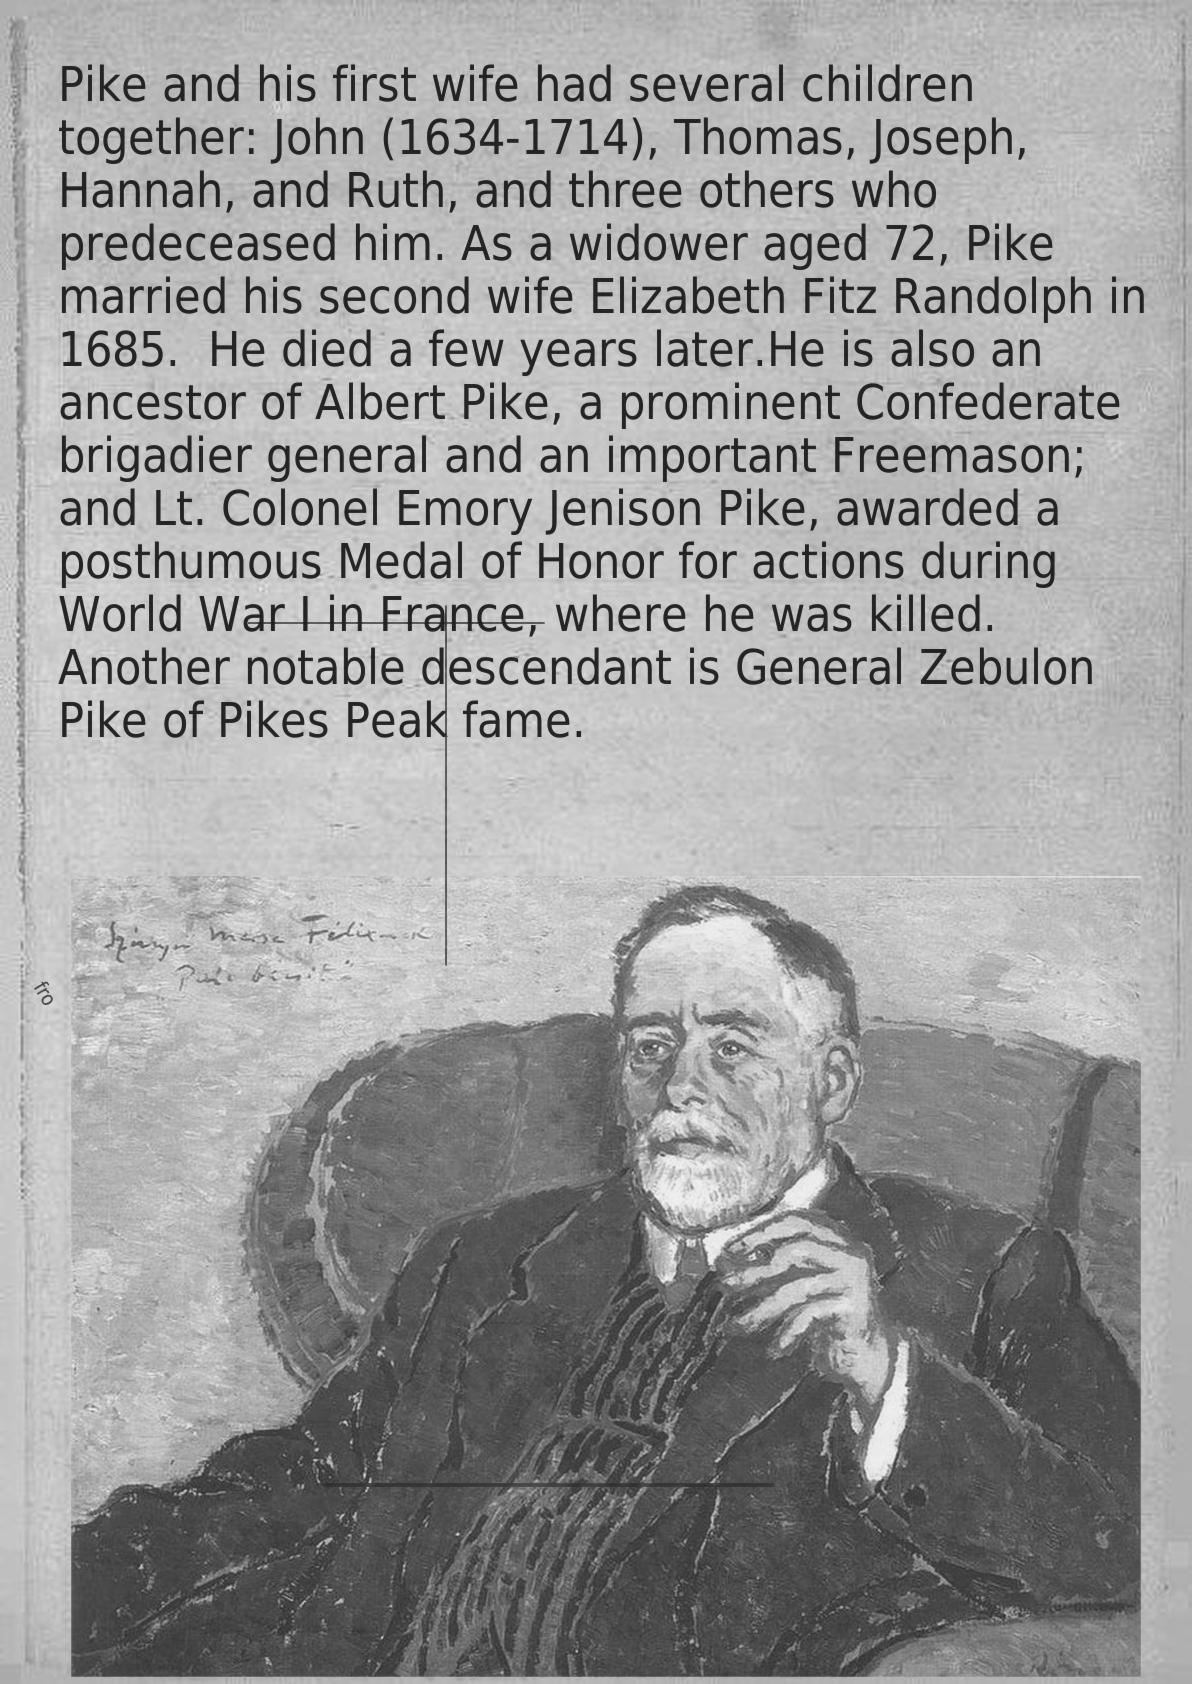 Pike and his first wife had several children
together: John (1634-1714), Thomas, Joseph,
Hannah, and Ruth, and three others who
predeceased him. As a widower aged 72, Pike
married his second wife Elizabeth Fitz Randolph in
1685.  He died a few years later.He is also an
ancestor of Albert Pike, a prominent Confederate
brigadier general and an important Freemason;
and Lt. Colonel Emory Jenison Pike, awarded a
posthumous Medal of Honor for actions during
World War I in France, where he was killed.
Another notable descendant is General Zebulon
Pike of Pikes Peak fame.
fro